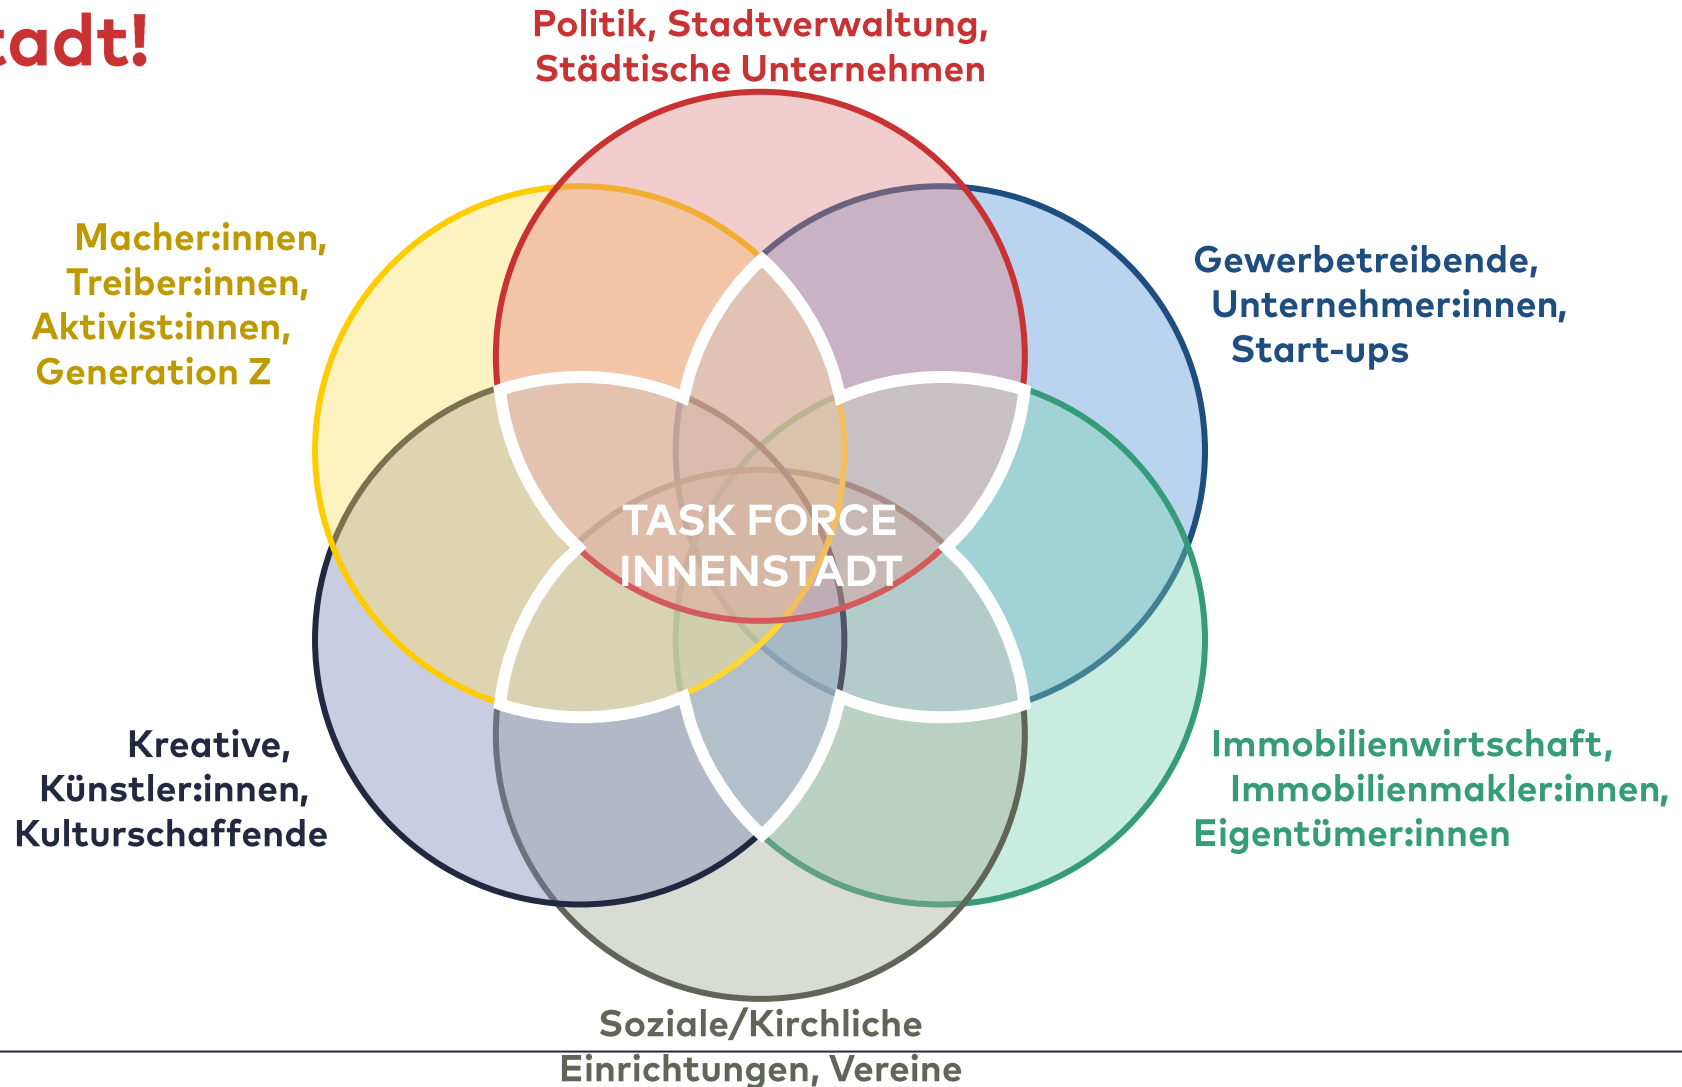 tadt!
Politik, Stadtverwaltung,
Städtische Unternehmen
Macher:innen,
Treiber:innen,
Aktivist:innen,
Generation Z
Gewerbetreibende,
Unternehmer:innen,
Start-ups
TASK FORCE
INNENSTADT
Kreative,
Künstler:innen,
Kulturschaffende
Immobilienwirtschaft,
Immobilienmakler:innen,
Eigentümer:innen
Soziale/Kirchliche
Einrichtungen, Vereine